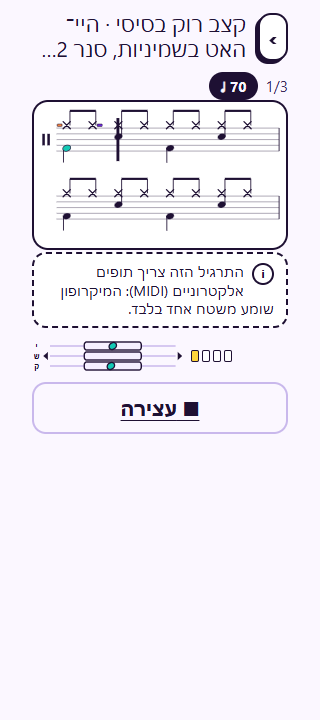 קצב רוק בסיסי · היי־
האט בשמיניות, סנר 2...
1/3
♩ 70
i
התרגיל הזה צריך תופים
אלקטרוניים (MIDI): המיקרופון
שומע משטח אחד בלבד.
י
ש
ק
עצירה